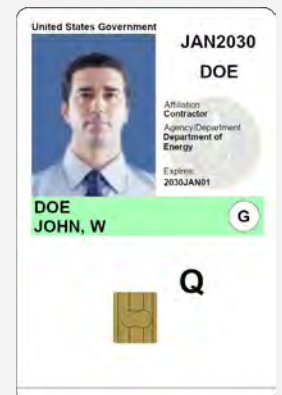 United States Government
JAN2030
DOE
Affiliation
Contractor
Agency/Department
Department of
Energy
Expires:
2030JAN01
DOE
JOHN, W
G
Q